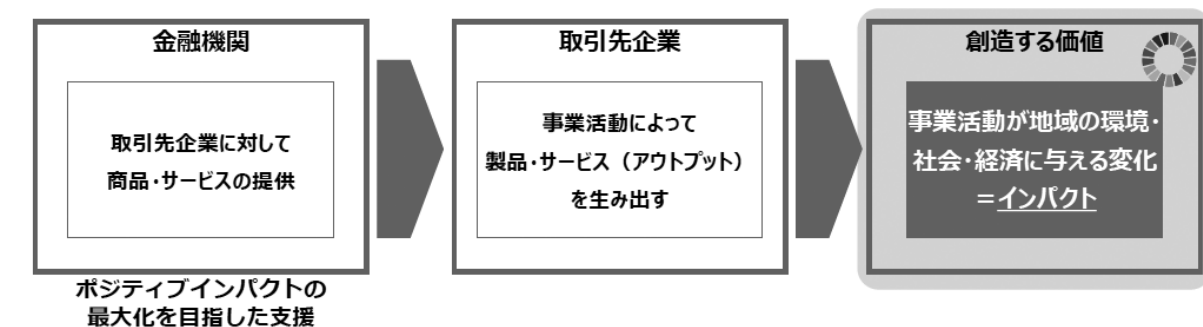 金融機関
取引先企業に対して
商品・サービスの提供
ポジティブインパクトの
最大化を目指した支援
取引先企業
事業活動によって
製品・サービス（アウトプット）
を生み出す
創造する価値
事業活動が地域の環境・
社会・経済に与える変化
＝インパクト